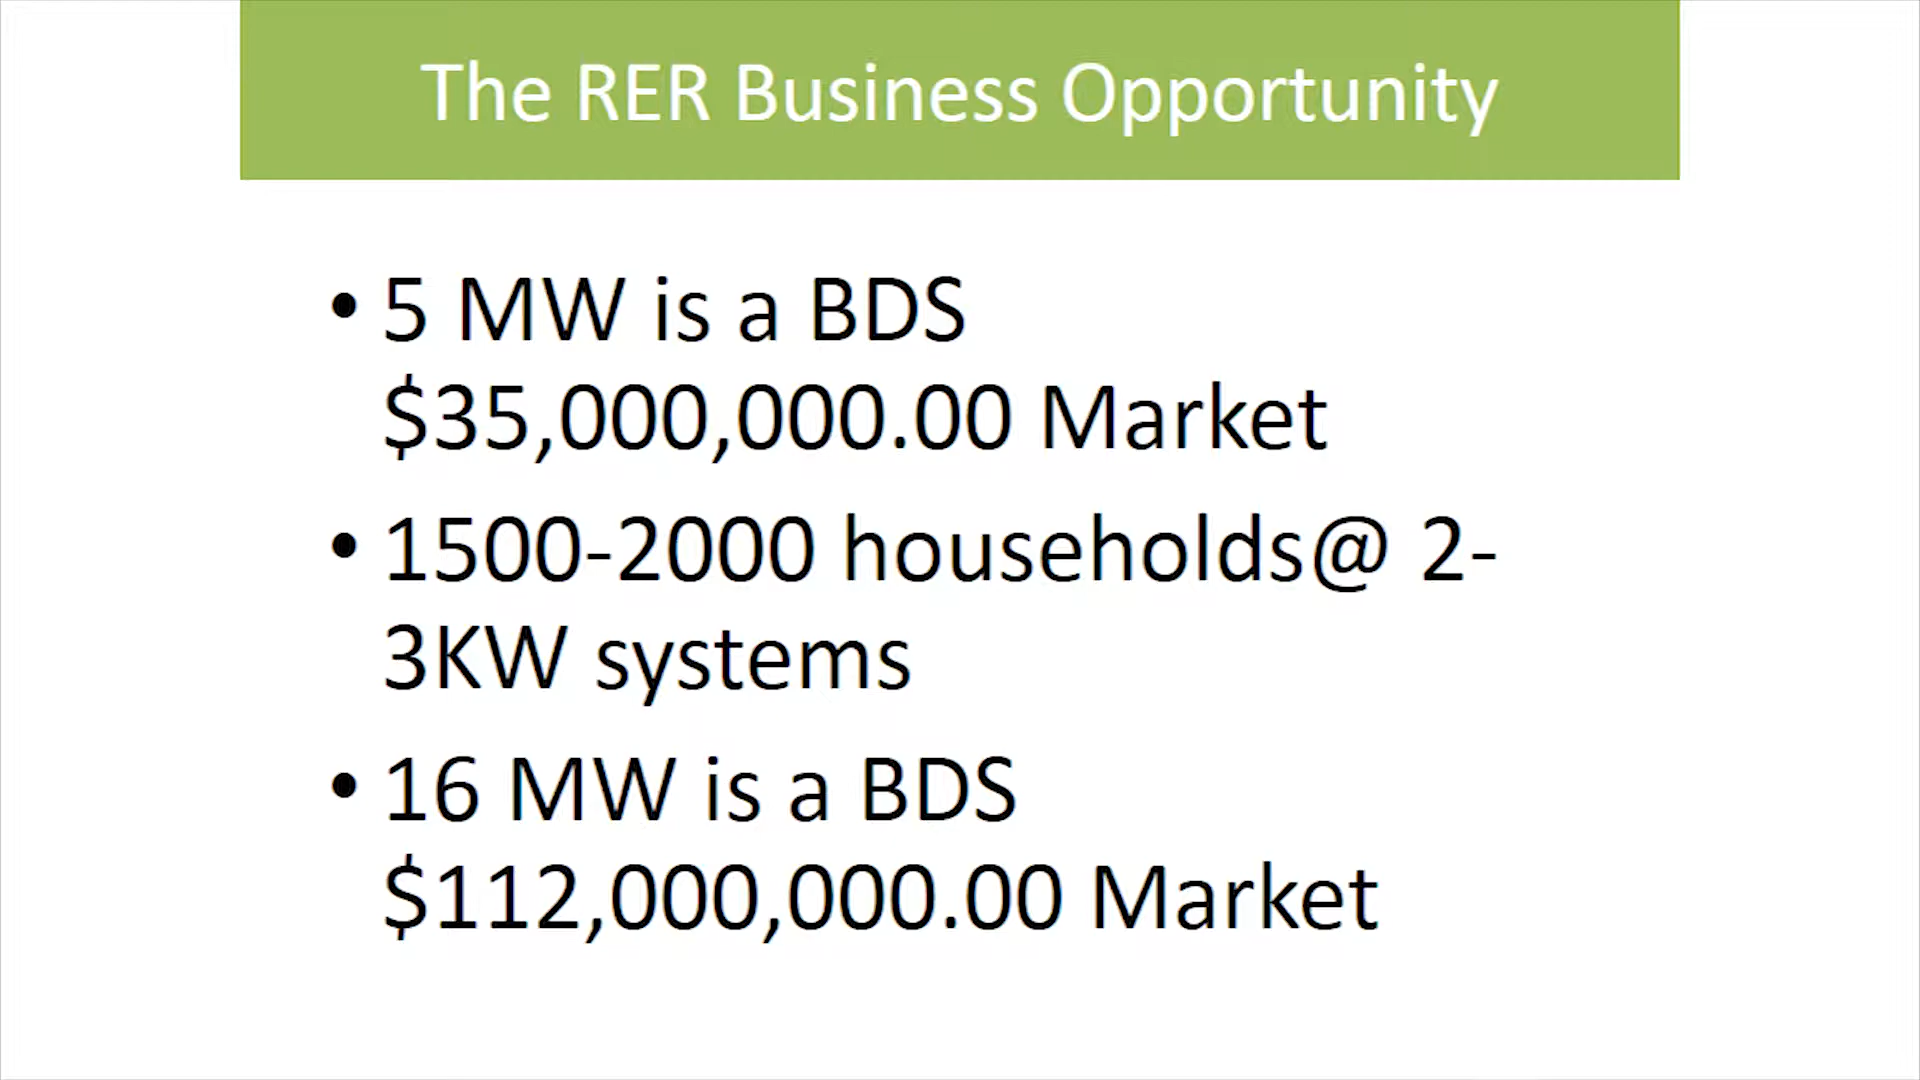 The RER Business Opportunity
• 5 MW is a BDS
$35,000,000.00 Market
• 1500-2000 households@ 2-
3KW systems
• 16 MW is a BDS
$112,000,000.00 Market